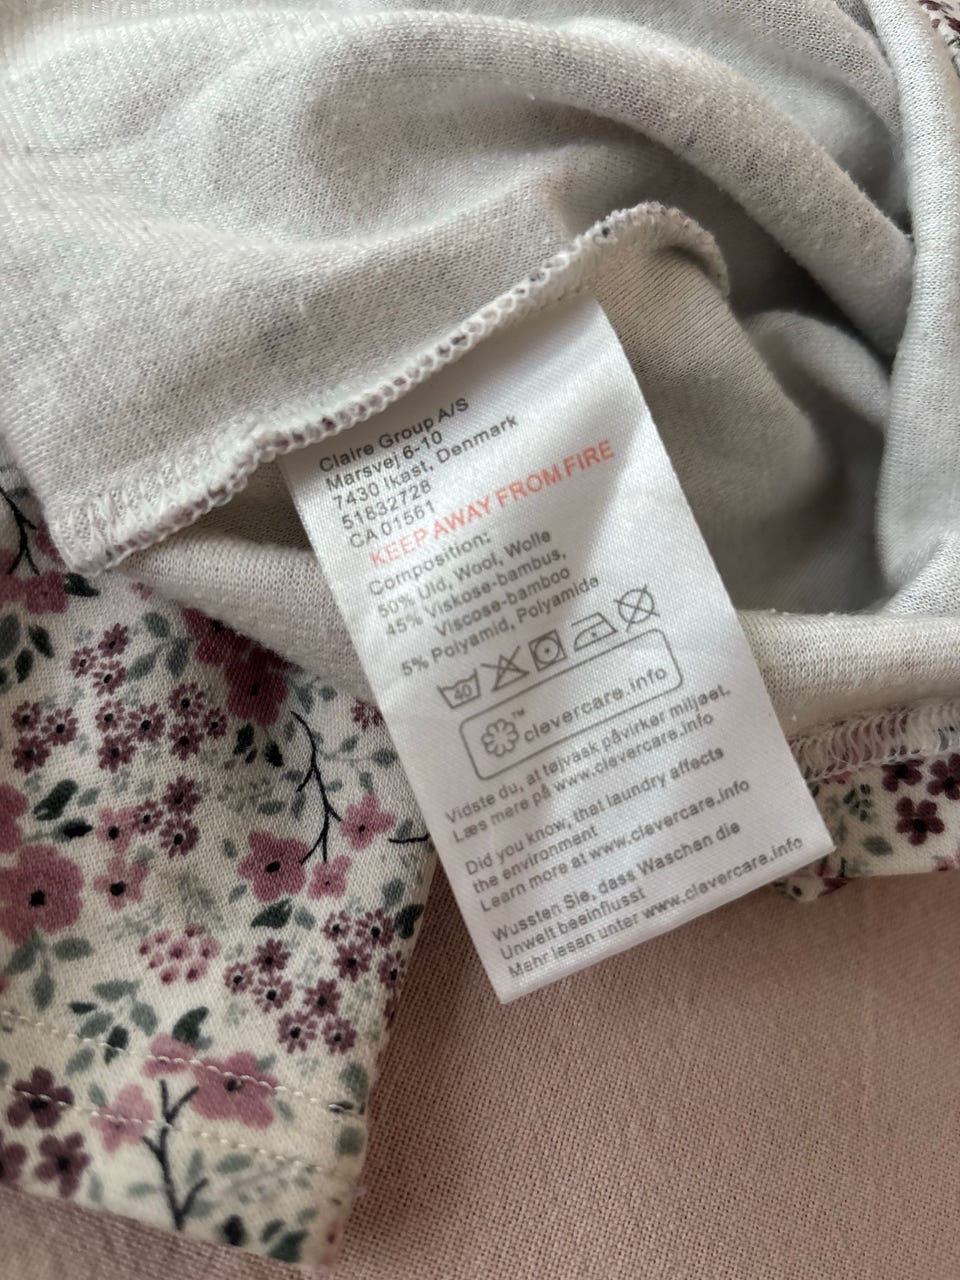 Claire Group A/S
Marsvej 6-10
7430 Ikast, Denmark
51832728
CA 01561
KEEP AWAY FROM FIRE
Composition:
50% Uld, Wool, Wolle
45% Viskose-bambus,
Viscose-bamboo
5% Polyamid, Polyamide
40
clevercare.info
TM
Vidste du, at tøjvask påvirker miljøet.
Læs mere på www.clevercare.info
Did you know, that laundry affects
the environment
Learn more at www.clevercare.info
Wussten Sie, dass Waschen die
Umwelt beeinflusst
Mehr lesen unter www.clevercare.info